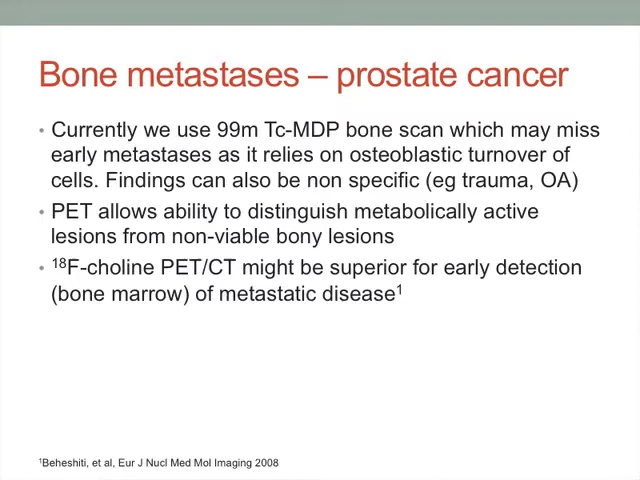 Bone metastases – prostate cancer
• Currently we use 99m Tc-MDP bone scan which may miss
early metastases as it relies on osteoblastic turnover of
cells. Findings can also be non specific (eg trauma, OA)
• PET allows ability to distinguish metabolically active
lesions from non-viable bony lesions
• ¹⁸F-choline PET/CT might be superior for early detection
(bone marrow) of metastatic disease¹
¹Beheshiti, et al, Eur J Nucl Med Mol Imaging 2008